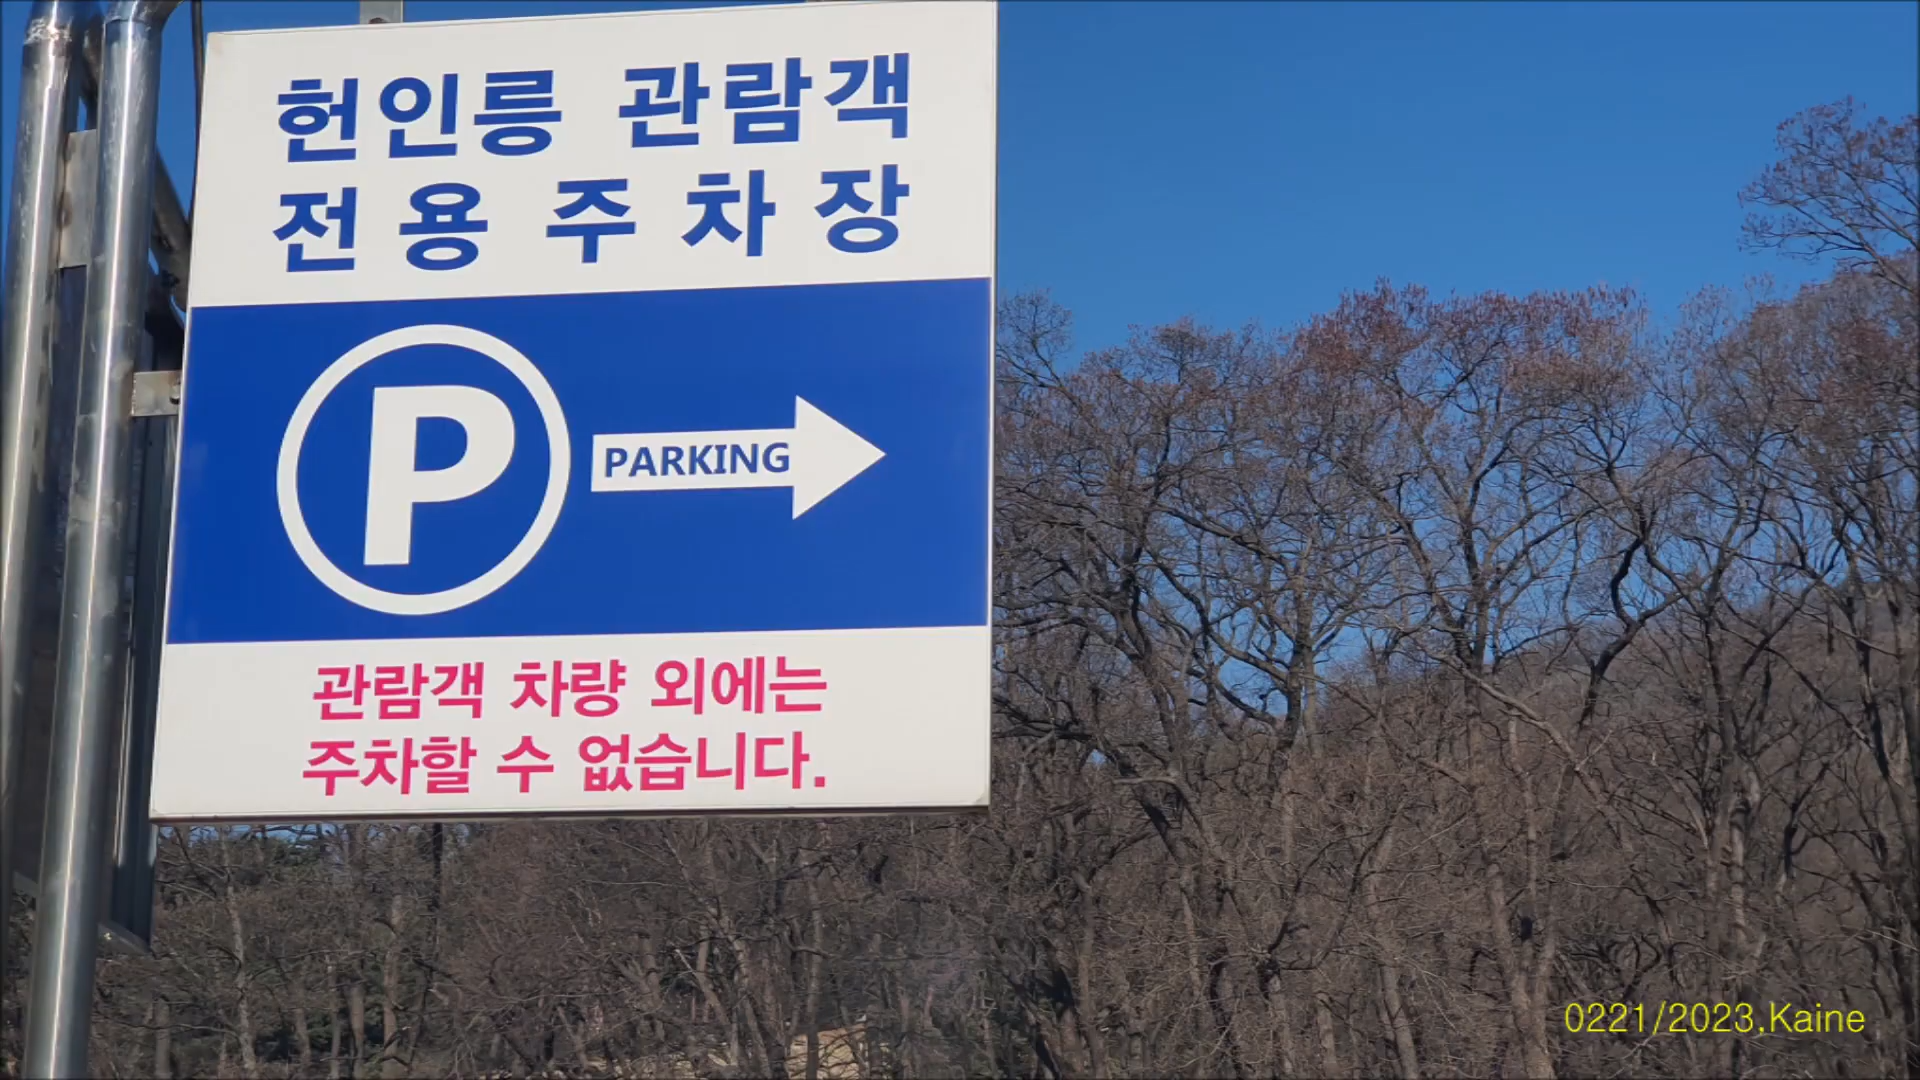 헌인릉 관람객
전용 주차장
P
PARKING
관람객 차량 외에는
주차할 수 없습니다.
0221/2023,Kaine